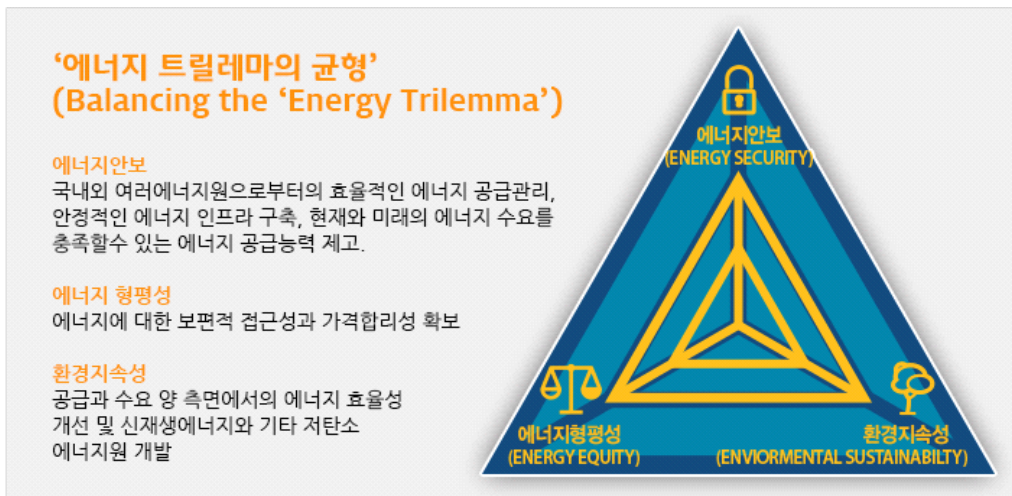 ‘에너지 트릴레마의 균형’
(Balancing the ‘Energy Trilemma’)
에너지안보
국내외 여러에너지원으로부터의 효율적인 에너지 공급관리,
안정적인 에너지 인프라 구축, 현재와 미래의 에너지 수요를
충족할수 있는 에너지 공급능력 제고.
에너지 형평성
에너지에 대한 보편적 접근성과 가격합리성 확보
환경지속성
공급과 수요 양 측면에서의 에너지 효율성
개선 및 신재생에너지와 기타 저탄소
에너지원 개발
에너지안보
(ENERGY SECURITY)
에너지형평성
(ENERGY EQUITY)
환경지속성
(ENVIORMENTAL SUSTAINABILTY)